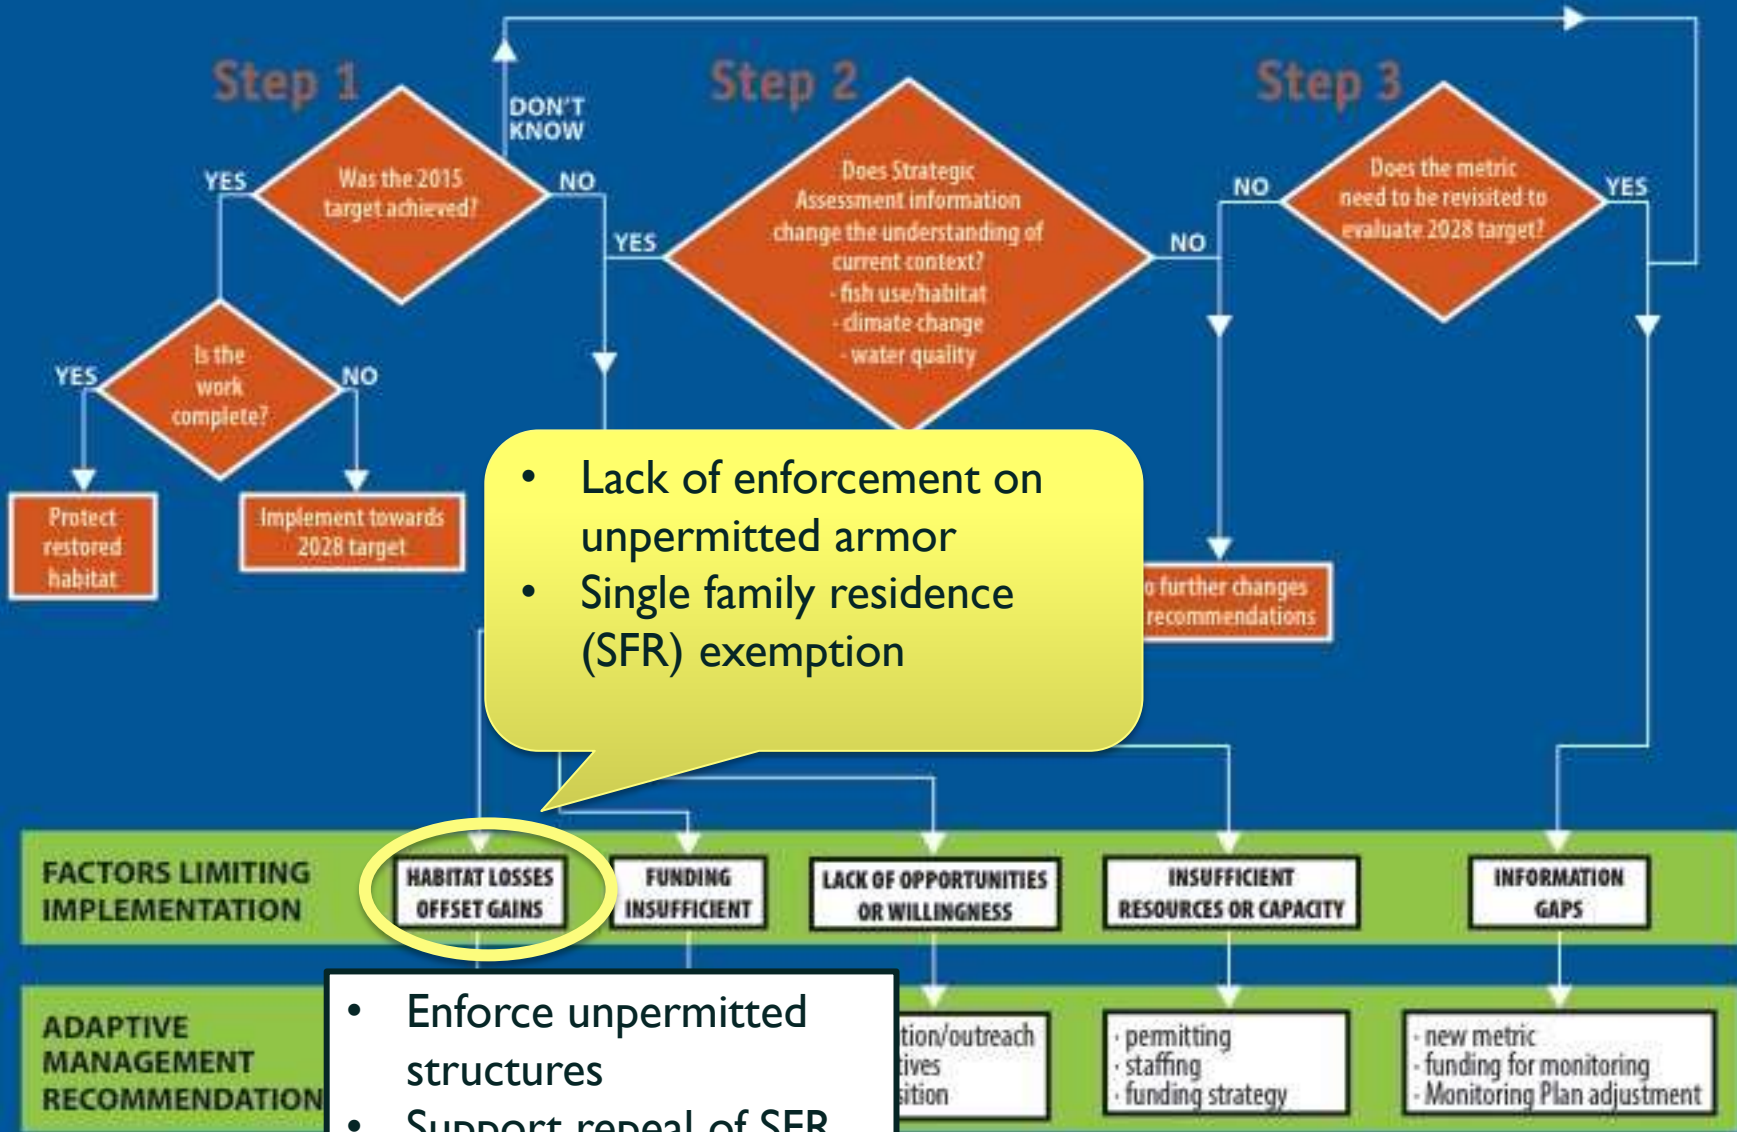 Step 1
Step 2
Step 3
DON'T
KNOW
YES
Was the 2015
target achieved?
NO
YES
Does Strategic
Assessment information
change the understanding of
current context?
- fish use/habitat
- climate change
- water quality
NO
NO
Does the metric
need to be revisited to
evaluate 2028 target?
YES
YES
Is the
work
complete?
NO
Protect
restored
habitat
Implement towards
2028 target
• Lack of enforcement on
unpermitted armor
• Single family residence
(SFR) exemption
further changes
recommendations
FACTORS LIMITING
IMPLEMENTATION
HABITAT LOSSES
OFFSET GAINS
FUNDING
INSUFFICIENT
LACK OF OPPORTUNITIES
OR WILLINGNESS
INSUFFICIENT
RESOURCES OR CAPACITY
INFORMATION
GAPS
ADAPTIVE
MANAGEMENT
RECOMMENDATION
• Enforce unpermitted
structures
• Support repeal of SFR
tion/outreach
tives
sition
- permitting
- staffing
- funding strategy
- new metric
- funding for monitoring
- Monitoring Plan adjustment